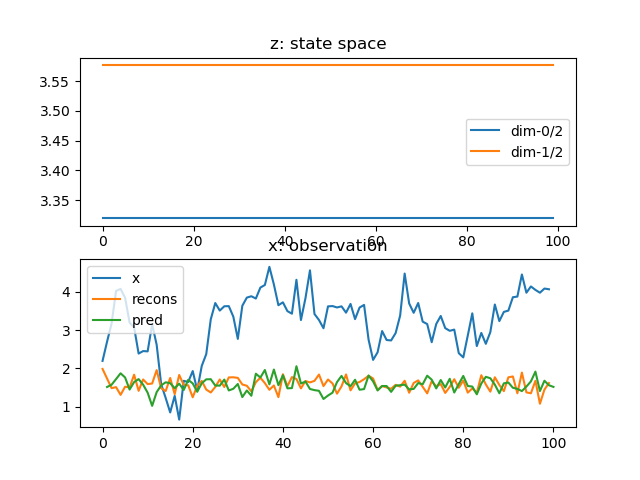 z: state space
3.55
3.50
3.45
3.40
3.35
dim-0/2
dim-1/2
0 20 40 60 80 100
x: observation
4
3
2
1
x
recons
pred
0 20 40 60 80 100